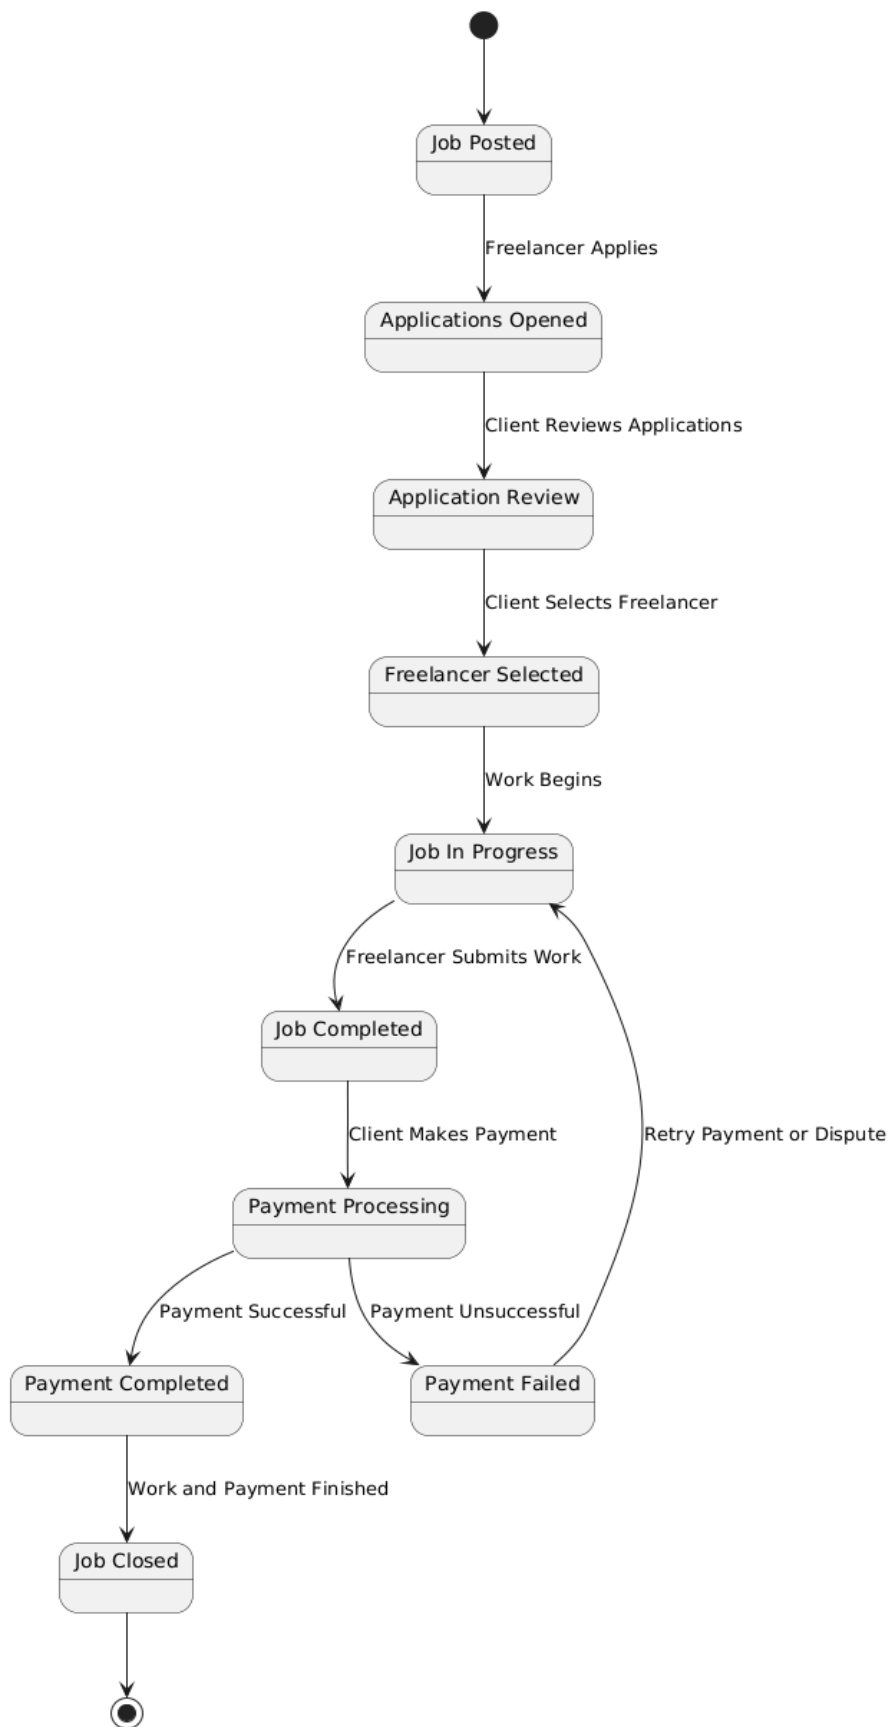 Job Posted
Freelancer Applies
Applications Opened
Client Reviews Applications
Application Review
Client Selects Freelancer
Freelancer Selected
Work Begins
Job In Progress
Freelancer Submits Work
Job Completed
Client Makes Payment
Retry Payment or Dispute
Payment Processing
Payment Successful
Payment Unsuccessful
Payment Completed
Payment Failed
Work and Payment Finished
Job Closed